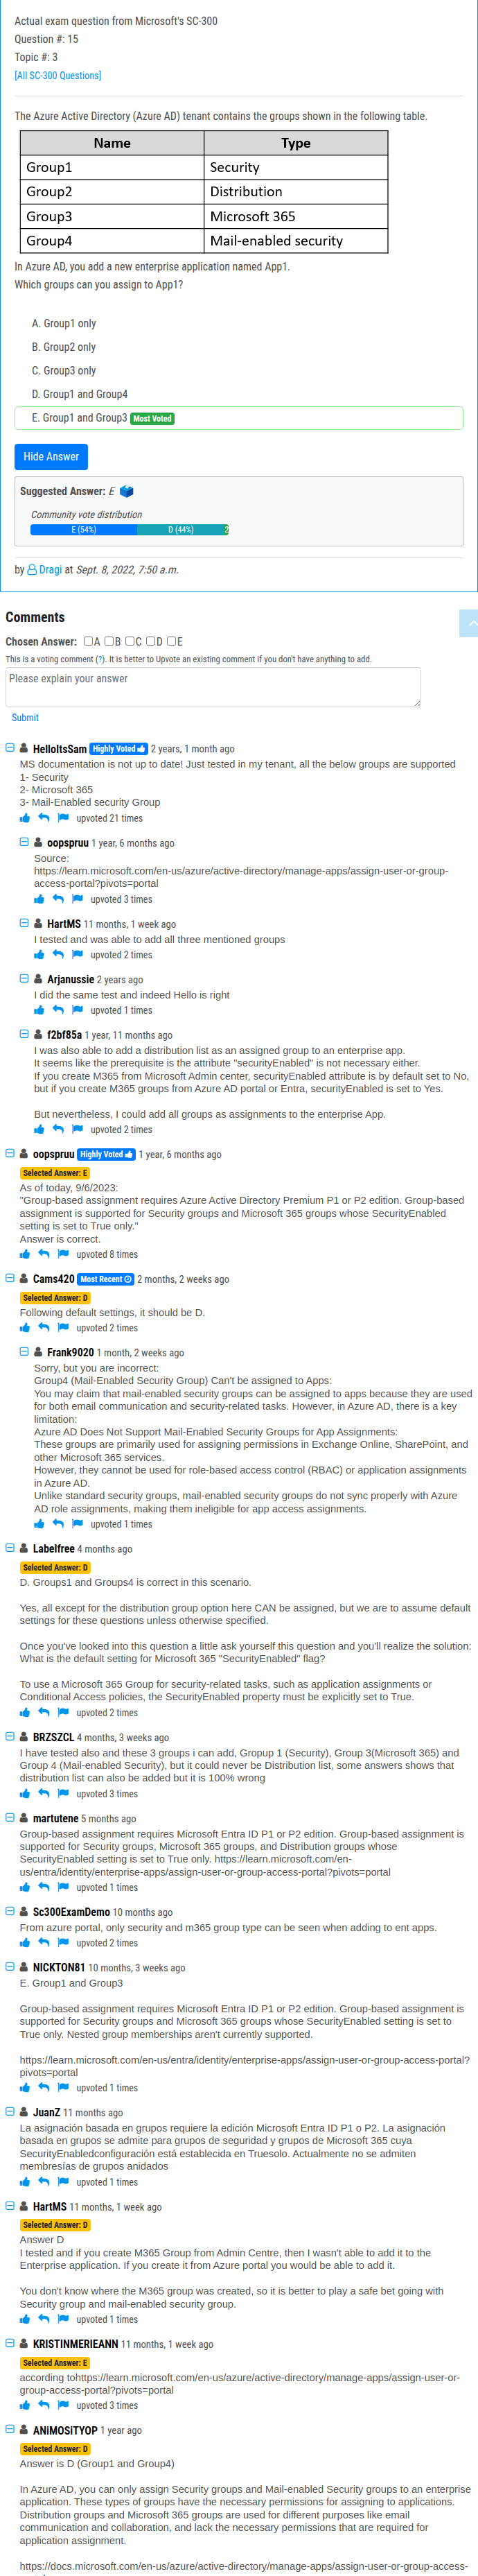 Actual exam question from Microsoft's SC-300
Question #: 15
Topic #: 3
[All SC-300 Questions]
The Azure Active Directory (Azure AD) tenant contains the groups shown in the following table.
Name Type
Group1 Security
Group2 Distribution
Group3 Microsoft 365
Group4 Mail-enabled security
In Azure AD, you add a new enterprise application named App1.
Which groups can you assign to App1?
A. Group1 only
B. Group2 only
C. Group3 only
D. Group1 and Group4
E. Group1 and Group3 Most Voted
Hide Answer
Suggested Answer: E
Community vote distribution
E (54%) D (44%) 2
by Dragi at Sept. 8, 2022, 7:50 a.m.
Comments
Chosen Answer: A B C D E
This is a voting comment (?). It is better to Upvote an existing comment if you don't have anything to add.
Please explain your answer
Submit
HelloItsSam Highly Voted 2 years, 1 month ago
MS documentation is not up to date! Just tested in my tenant, all the below groups are supported
1- Security
2- Microsoft 365
3- Mail-Enabled security Group
upvoted 21 times
oopspruu 1 year, 6 months ago
Source:
https://learn.microsoft.com/en-us/azure/active-directory/manage-apps/assign-user-or-group-
access-portal?pivots=portal
upvoted 3 times
HartMS 11 months, 1 week ago
I tested and was able to add all three mentioned groups
upvoted 2 times
Arjanussie 2 years ago
I did the same test and indeed Hello is right
upvoted 1 times
f2bf85a 1 year, 11 months ago
I was also able to add a distribution list as an assigned group to an enterprise app.
It seems like the prerequisite is the attribute "securityEnabled" is not necessary either.
If you create M365 from Microsoft Admin center, securityEnabled attribute is by default set to No,
but if you create M365 groups from Azure AD portal or Entra, securityEnabled is set to Yes.
But nevertheless, I could add all groups as assignments to the enterprise App.
upvoted 2 times
oopspruu Highly Voted 1 year, 6 months ago
Selected Answer: E
As of today, 9/6/2023:
"Group-based assignment requires Azure Active Directory Premium P1 or P2 edition. Group-based
assignment is supported for Security groups and Microsoft 365 groups whose SecurityEnabled
setting is set to True only."
Answer is correct.
upvoted 8 times
Cams420 Most Recent 2 months, 2 weeks ago
Selected Answer: D
Following default settings, it should be D.
upvoted 2 times
Frank9020 1 month, 2 weeks ago
Sorry, but you are incorrect:
Group4 (Mail-Enabled Security Group) Can't be assigned to Apps:
You may claim that mail-enabled security groups can be assigned to apps because they are used
for both email communication and security-related tasks. However, in Azure AD, there is a key
limitation:
Azure AD Does Not Support Mail-Enabled Security Groups for App Assignments:
These groups are primarily used for assigning permissions in Exchange Online, SharePoint, and
other Microsoft 365 services.
However, they cannot be used for role-based access control (RBAC) or application assignments
in Azure AD.
Unlike standard security groups, mail-enabled security groups do not sync properly with Azure
AD role assignments, making them ineligible for app access assignments.
upvoted 1 times
Labelfree 4 months ago
Selected Answer: D
D. Groups1 and Groups4 is correct in this scenario.
Yes, all except for the distribution group option here CAN be assigned, but we are to assume default
settings for these questions unless otherwise specified.
Once you've looked into this question a little ask yourself this question and you'll realize the solution:
What is the default setting for Microsoft 365 "SecurityEnabled" flag?
To use a Microsoft 365 Group for security-related tasks, such as application assignments or
Conditional Access policies, the SecurityEnabled property must be explicitly set to True.
upvoted 2 times
BRZSZCL 4 months, 3 weeks ago
I have tested also and these 3 groups i can add, Gropup 1 (Security), Group 3(Microsoft 365) and
Group 4 (Mail-enabled Security), but it could never be Distribution list, some answers shows that
distribution list can also be added but it is 100% wrong
upvoted 3 times
martutene 5 months ago
Group-based assignment requires Microsoft Entra ID P1 or P2 edition. Group-based assignment is
supported for Security groups, Microsoft 365 groups, and Distribution groups whose
SecurityEnabled setting is set to True only. https://learn.microsoft.com/en-
us/entra/identity/enterprise-apps/assign-user-or-group-access-portal?pivots=portal
upvoted 1 times
Sc300ExamDemo 10 months ago
From azure portal, only security and m365 group type can be seen when adding to ent apps.
upvoted 2 times
NICKTON81 10 months, 3 weeks ago
E. Group1 and Group3
Group-based assignment requires Microsoft Entra ID P1 or P2 edition. Group-based assignment is
supported for Security groups and Microsoft 365 groups whose SecurityEnabled setting is set to
True only. Nested group memberships aren't currently supported.
https://learn.microsoft.com/en-us/entra/identity/enterprise-apps/assign-user-or-group-access-portal?
pivots=portal
upvoted 1 times
JuanZ 11 months ago
La asignación basada en grupos requiere la edición Microsoft Entra ID P1 o P2. La asignación
basada en grupos se admite para grupos de seguridad y grupos de Microsoft 365 cuya
SecurityEnabledconfiguración está establecida en Truesolo. Actualmente no se admiten
membresías de grupos anidados
upvoted 1 times
HartMS 11 months, 1 week ago
Selected Answer: D
Answer D
I tested and if you create M365 Group from Admin Centre, then I wasn't able to add it to the
Enterprise application. If you create it from Azure portal you would be able to add it.
You don't know where the M365 group was created, so it is better to play a safe bet going with
Security group and mail-enabled security group.
upvoted 1 times
KRISTINMERIEANN 11 months, 1 week ago
Selected Answer: E
according tohttps://learn.microsoft.com/en-us/azure/active-directory/manage-apps/assign-user-or-
group-access-portal?pivots=portal
upvoted 3 times
ANiMOSiTYOP 1 year ago
Selected Answer: D
Answer is D (Group1 and Group4)
In Azure AD, you can only assign Security groups and Mail-enabled Security groups to an enterprise
application. These types of groups have the necessary permissions for assigning to applications.
Distribution groups and Microsoft 365 groups are used for different purposes like email
communication and collaboration, and lack the necessary permissions that are required for
application assignment.
https://docs.microsoft.com/en-us/azure/active-directory/manage-apps/assign-user-or-group-access-